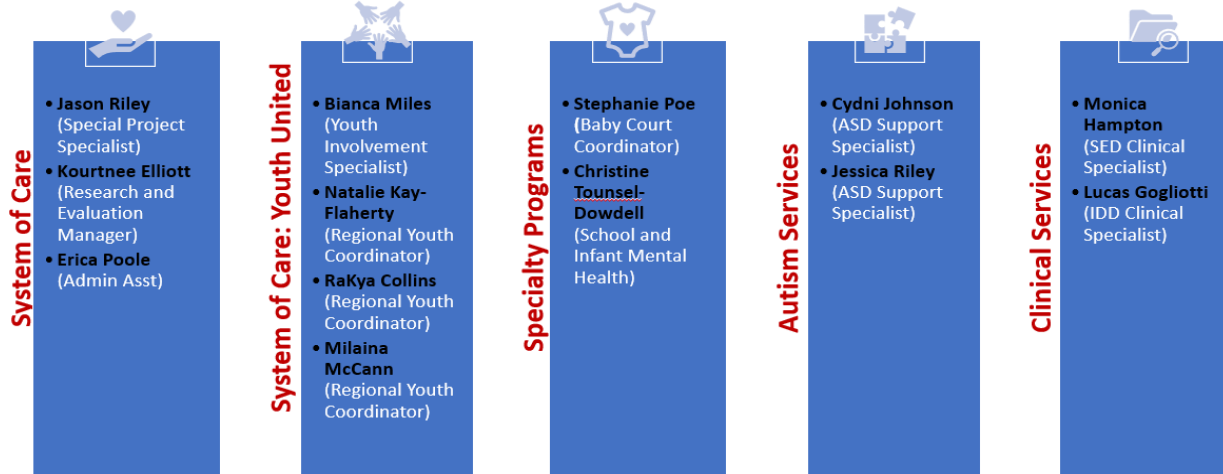 System of Care
• Jason Riley
(Special Project
Specialist)
• Kourtnee Elliott
(Research and
Evaluation
Manager)
• Erica Poole
(Admin Asst)
System of Care: Youth United
• Bianca Miles
(Youth
Involvement
Specialist)
• Natalie Kay-
Flaherty
(Regional Youth
Coordinator)
• RaKya Collins
(Regional Youth
Coordinator)
• Milaina
McCann
(Regional Youth
Coordinator)
Specialty Programs
• Stephanie Poe
(Baby Court
Coordinator)
• Christine
Tounsel-
Dowdell
(School and
Infant Mental
Health)
Autism Services
• Cydni Johnson
(ASD Support
Specialist)
• Jessica Riley
(ASD Support
Specialist)
Clinical Services
• Monica
Hampton
(SED Clinical
Specialist)
• Lucas Gogliotti
(IDD Clinical
Specialist)